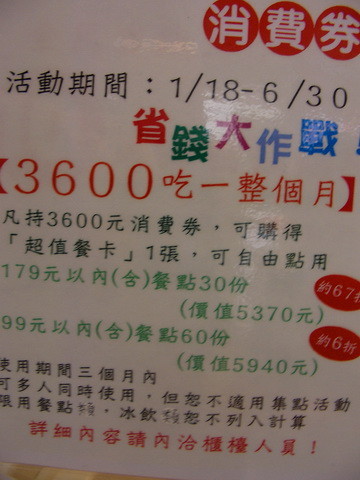 消費券
活動期間：1/18-6/30
省錢大作戰!
【3600吃一整個月】
凡持3600元消費券，可購得
「超值餐卡」1張，可自由點用
179元以內(含)餐點30份
約67折
(價值5370元)
99元以內(含)餐點60份
約6折
(價值5940元)
使用期間三個月內
可多人同時使用，但恕不適用集點活動
限用餐點類，冰飲類恕不列入計算
詳細內容請內洽櫃檯人員！